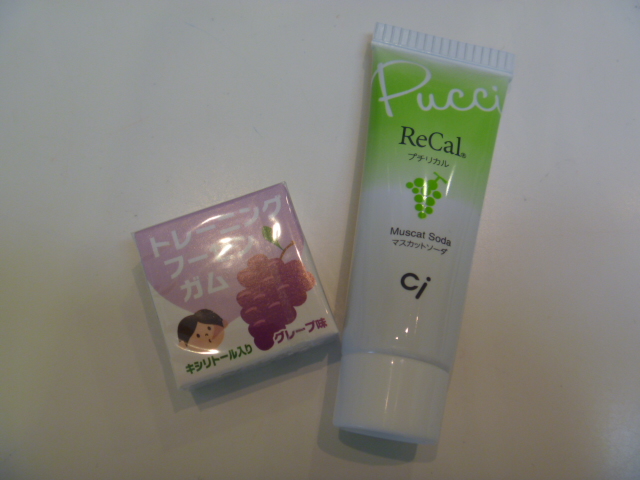 トレーニング
フーセン
ガム
グレープ味
キシリトール入り
Pucci
ReCal®
プチリカル
Muscat Soda
マスカットソーダ
Ci